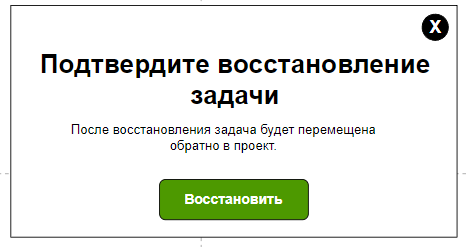 X
Подтвердите восстановление
задачи
После восстановления задача будет перемещена
обратно в проект.
Восстановить